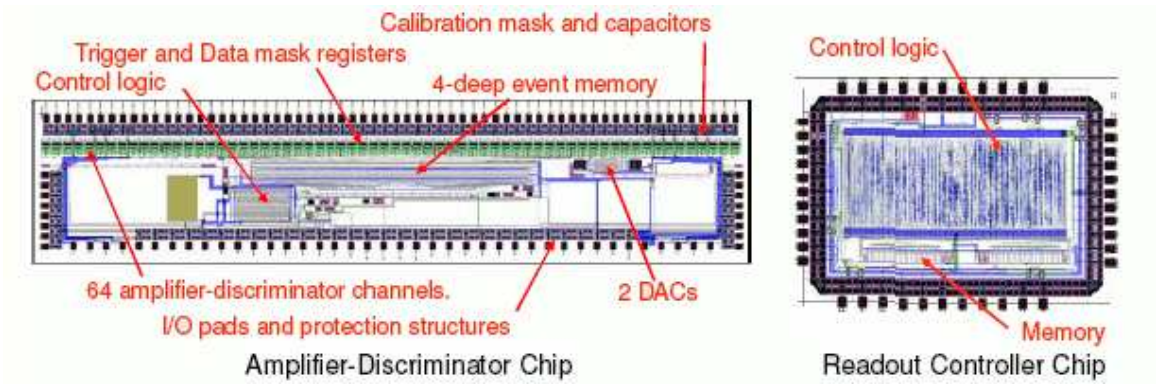 Calibration mask and capacitors
Trigger and Data mask registers
Control logic
4-deep event memory
Control logic
64 amplifier-discriminator channels.
2 DACs
I/O pads and protection structures
Memory
Amplifier-Discriminator Chip
Readout Controller Chip